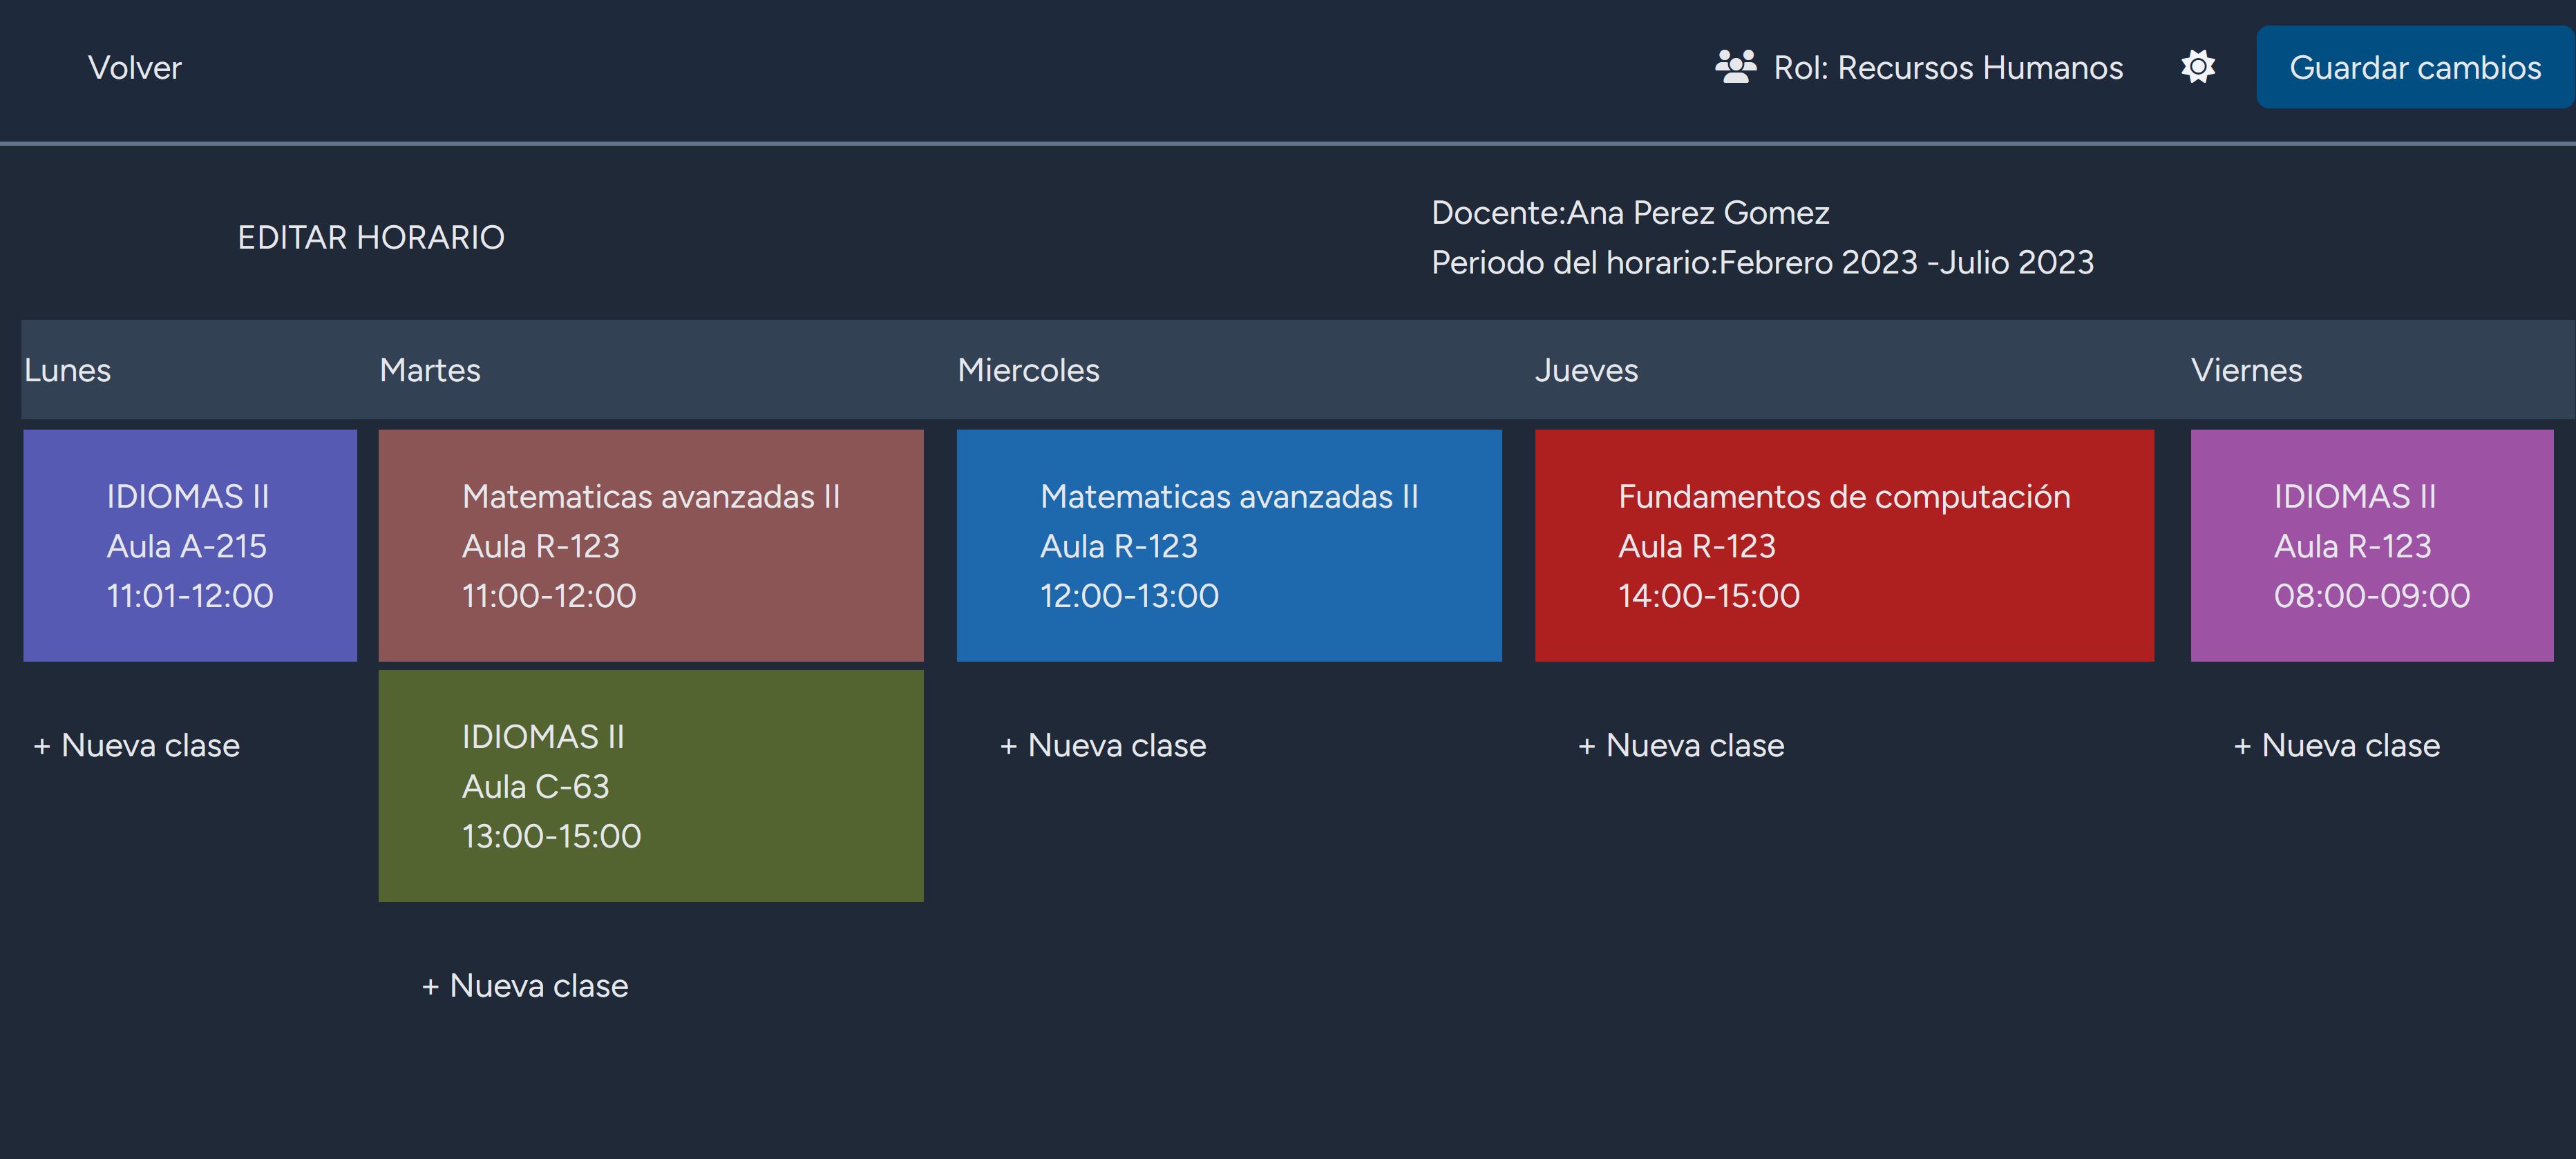 Volver
Rol: Recursos Humanos
Guardar cambios
EDITAR HORARIO
Docente:Ana Perez Gomez
Periodo del horario:Febrero 2023 -Julio 2023
Lunes
Martes
Miercoles
Jueves
Viernes
IDIOMAS II
Aula A-215
11:01-12:00
Matematicas avanzadas II
Aula R-123
11:00-12:00
Matematicas avanzadas II
Aula R-123
12:00-13:00
Fundamentos de computación
Aula R-123
14:00-15:00
IDIOMAS II
Aula R-123
08:00-09:00
+ Nueva clase
IDIOMAS II
Aula C-63
13:00-15:00
+ Nueva clase
+ Nueva clase
+ Nueva clase
+ Nueva clase